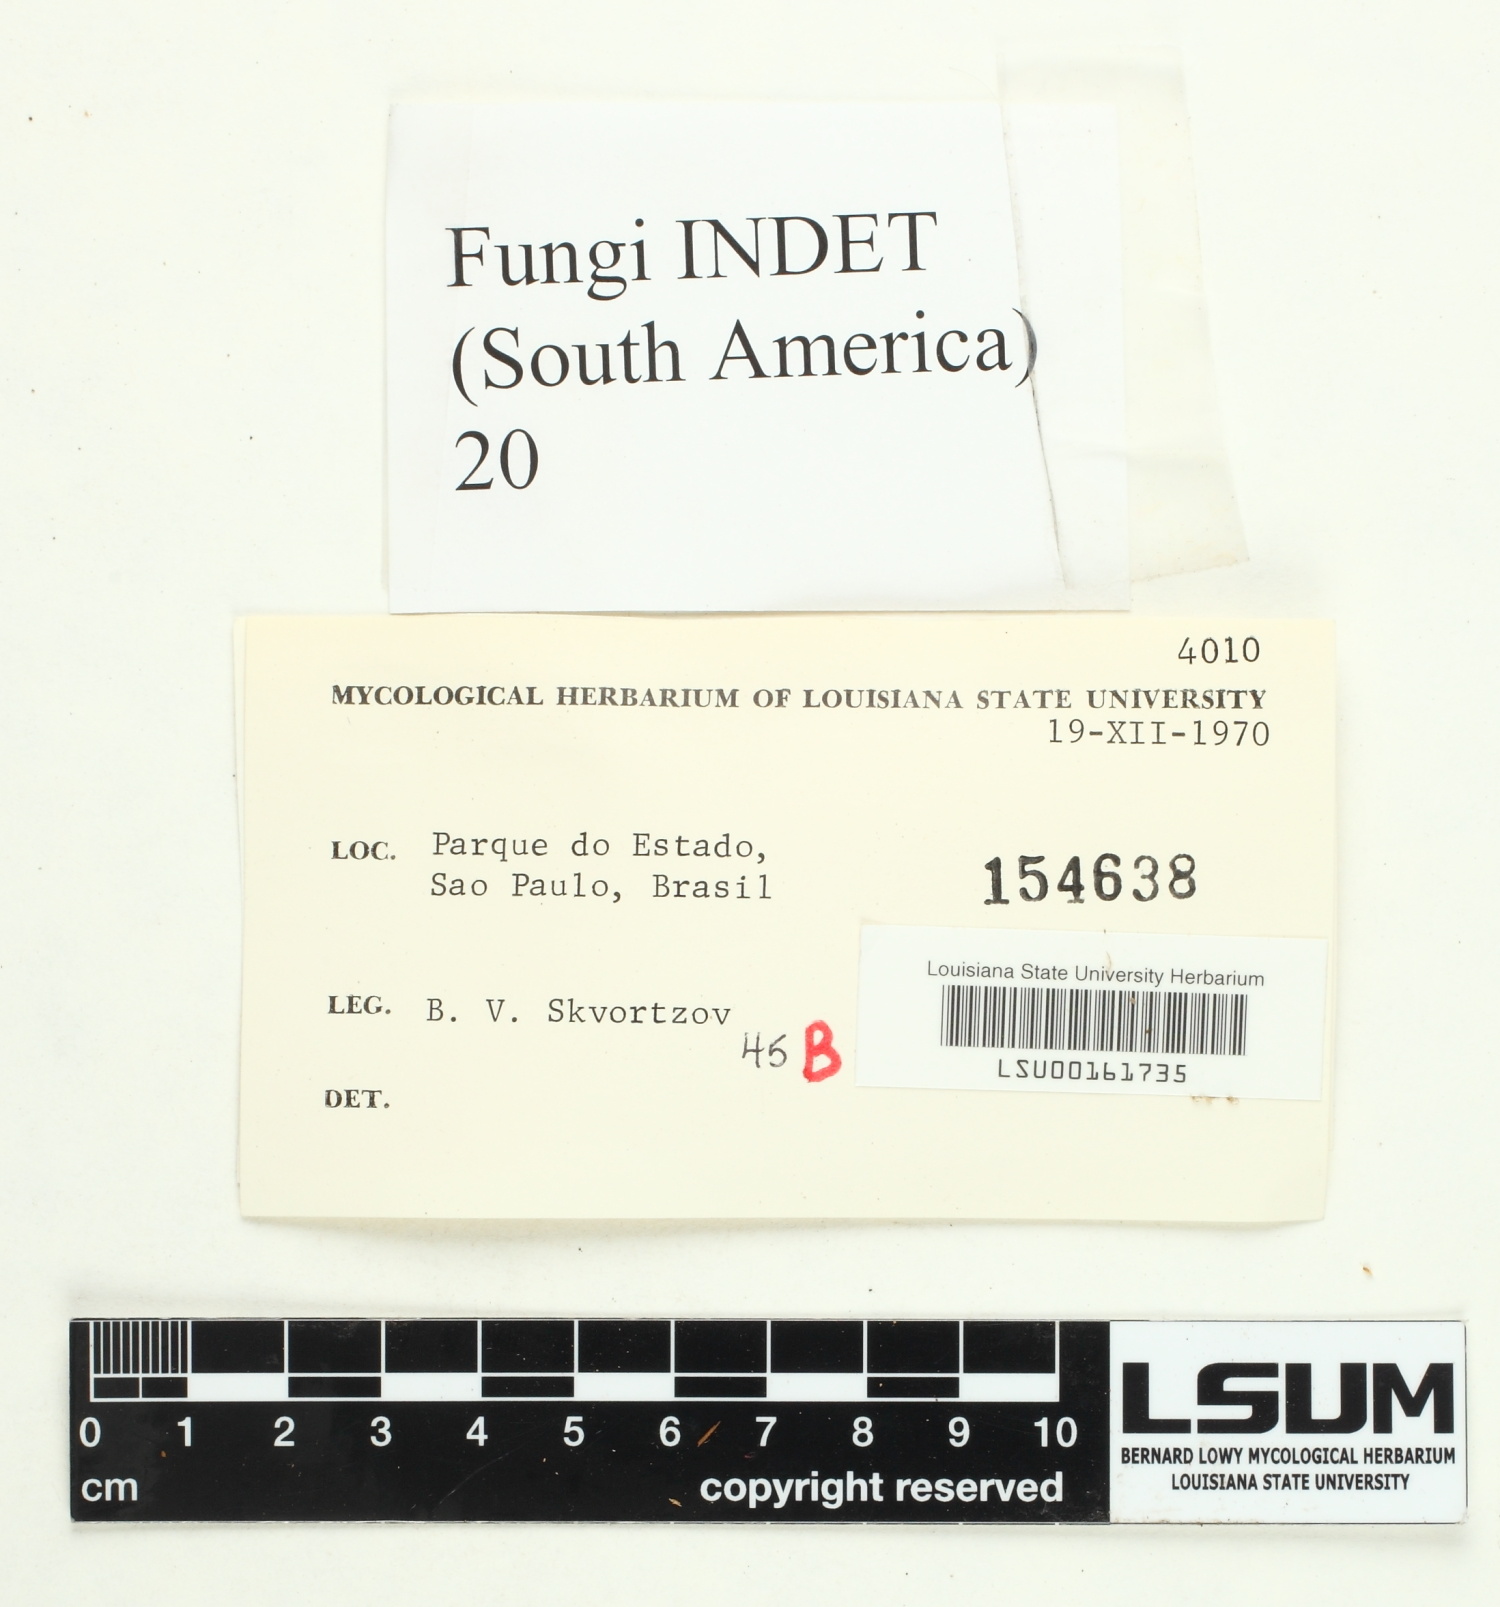 Fungi INDET
(South America)
20
4010
MYCOLOGICAL HERBARIUM OF LOUISIANA STATE UNIVERSITY
19-XII-1970
LOC. Parque do Estado,
Sao Paulo, Brasil
154638
Louisiana State University Herbarium
LSU00161735
LEG. B. V. Skvortzov
45 B
DET.
0 1 2 3 4 5 6 7 8 9 10
cm
copyright reserved
LSUM
BERNARD LOWY MYCOLOGICAL HERBARIUM
LOUISIANA STATE UNIVERSITY